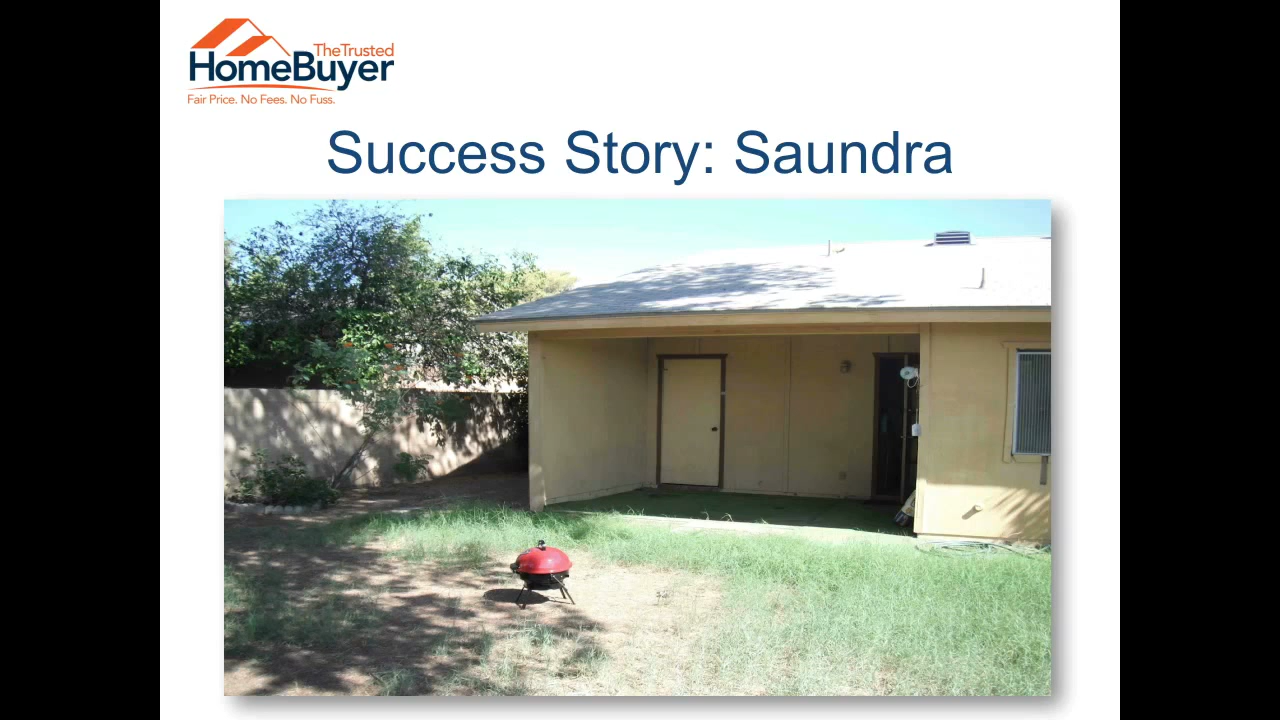 TheTrusted
HomeBuyer
Fair Price. No Fees. No Fuss.
Success Story: Saundra